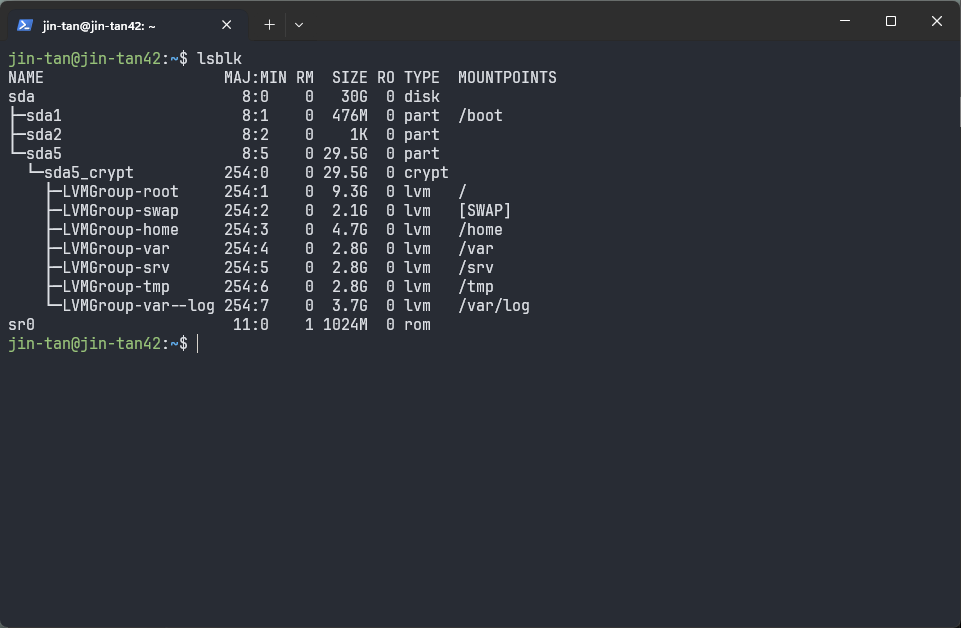 jin-tan@jin-tan42: ~
jin-tan@jin-tan42:~$ lsblk
NAME                    MAJ:MIN RM  SIZE RO TYPE  MOUNTPOINTS
sda                       8:0    0   30G  0 disk
├─sda1                    8:1    0  476M  0 part  /boot
├─sda2                    8:2    0    1K  0 part
└─sda5                    8:5    0 29.5G  0 part
  └─sda5_crypt          254:0    0 29.5G  0 crypt
    ├─LVMGroup-root     254:1    0  9.3G  0 lvm   /
    ├─LVMGroup-swap     254:2    0  2.1G  0 lvm   [SWAP]
    ├─LVMGroup-home     254:3    0  4.7G  0 lvm   /home
    ├─LVMGroup-var      254:4    0  2.8G  0 lvm   /var
    ├─LVMGroup-srv      254:5    0  2.8G  0 lvm   /srv
    ├─LVMGroup-tmp      254:6    0  2.8G  0 lvm   /tmp
    └─LVMGroup-var--log 254:7    0  3.7G  0 lvm   /var/log
sr0                      11:0    1 1024M  0 rom
jin-tan@jin-tan42:~$